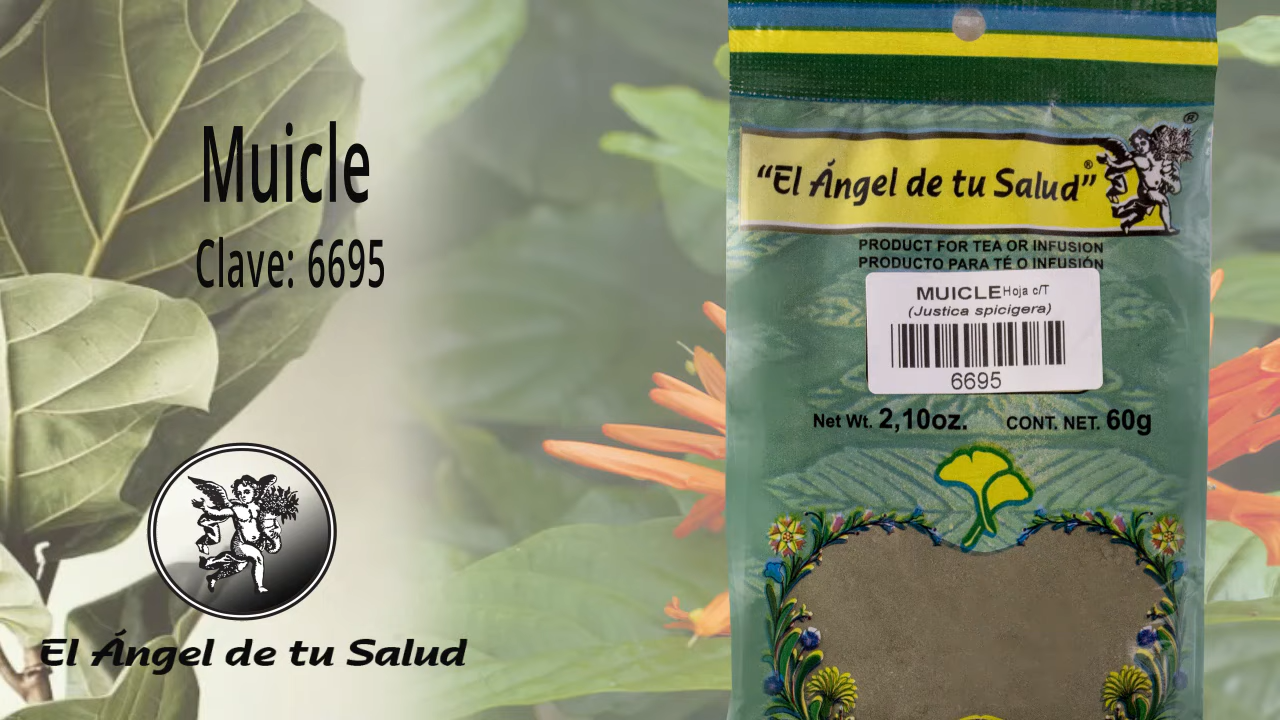 Muicle
Clave: 6695
El Ángel de tu Salud
®
“El Ángel de tu Salud”®
PRODUCT FOR TEA OR INFUSION
PRODUCTO PARA TÉ O INFUSIÓN
MUICLE Hoja c/T
(Justica spicigera)
6695
Net Wt. 2,10oz. CONT. NET. 60g